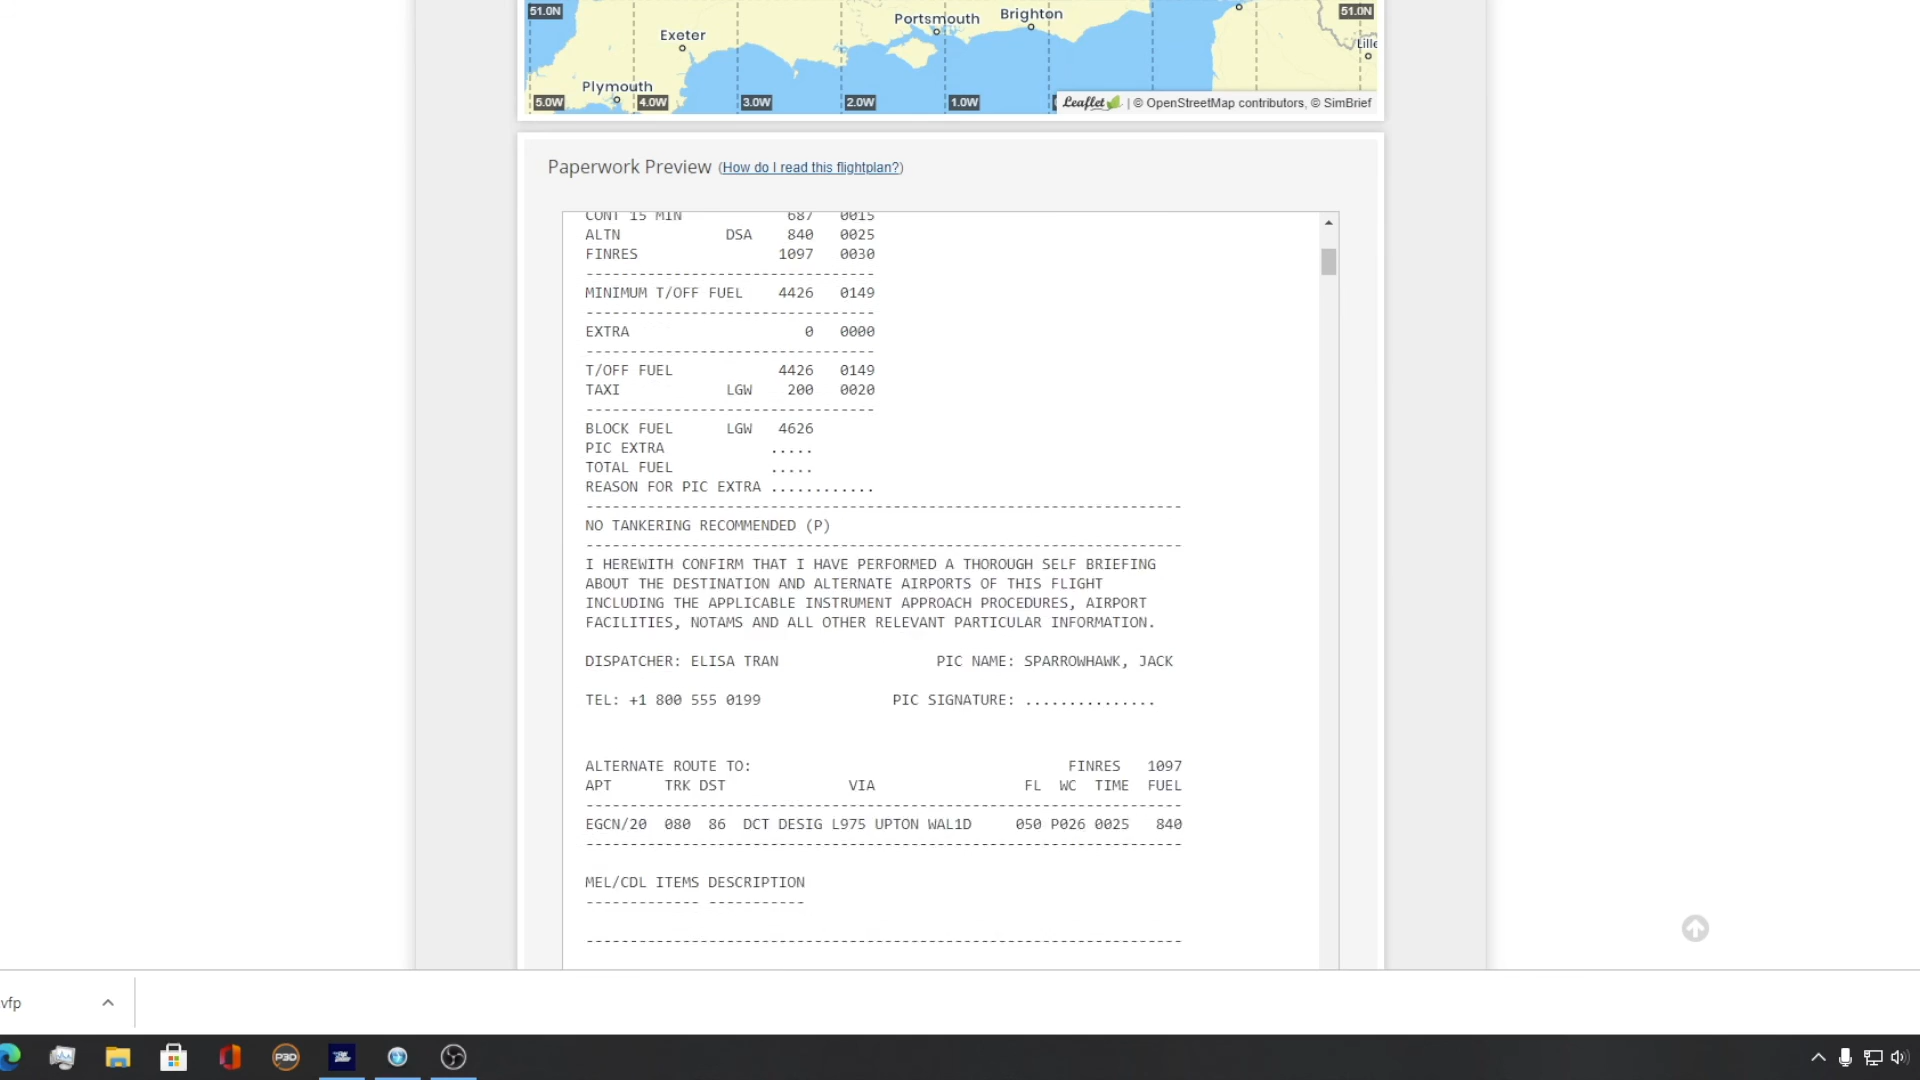 51.0N
Portsmouth
Brighton
51.0N
Exeter
Lille
Plymouth
5.0W
4.0W
3.0W
2.0W
1.0W
Leaflet | © OpenStreetMap contributors, © SimBrief
Paperwork Preview (How do I read this flightplan?)
CONT 15 MIN 687 0015
ALTN DSA 840 0025
FINRES 1097 0030
---------------------------------
MINIMUM T/OFF FUEL 4426 0149
---------------------------------
EXTRA 0 0000
---------------------------------
T/OFF FUEL 4426 0149
TAXI LGW 200 0020
---------------------------------
BLOCK FUEL LGW 4626
PIC EXTRA .....
TOTAL FUEL .....
REASON FOR PIC EXTRA ............
--------------------------------------------------------------------
NO TANKERING RECOMMENDED (P)
--------------------------------------------------------------------
I HEREWITH CONFIRM THAT I HAVE PERFORMED A THOROUGH SELF BRIEFING
ABOUT THE DESTINATION AND ALTERNATE AIRPORTS OF THIS FLIGHT
INCLUDING THE APPLICABLE INSTRUMENT APPROACH PROCEDURES, AIRPORT
FACILITIES, NOTAMS AND ALL OTHER RELEVANT PARTICULAR INFORMATION.
DISPATCHER: ELISA TRAN PIC NAME: SPARROWHAWK, JACK
TEL: +1 800 555 0199 PIC SIGNATURE: ...............
ALTERNATE ROUTE TO: FINRES 1097
APT TRK DST VIA FL WC TIME FUEL
--------------------------------------------------------------------
EGCN/20 080 86 DCT DESIG L975 UPTON WAL1D 050 P026 0025 840
--------------------------------------------------------------------
MEL/CDL ITEMS DESCRIPTION
------------- -----------
--------------------------------------------------------------------
vfp
P3D